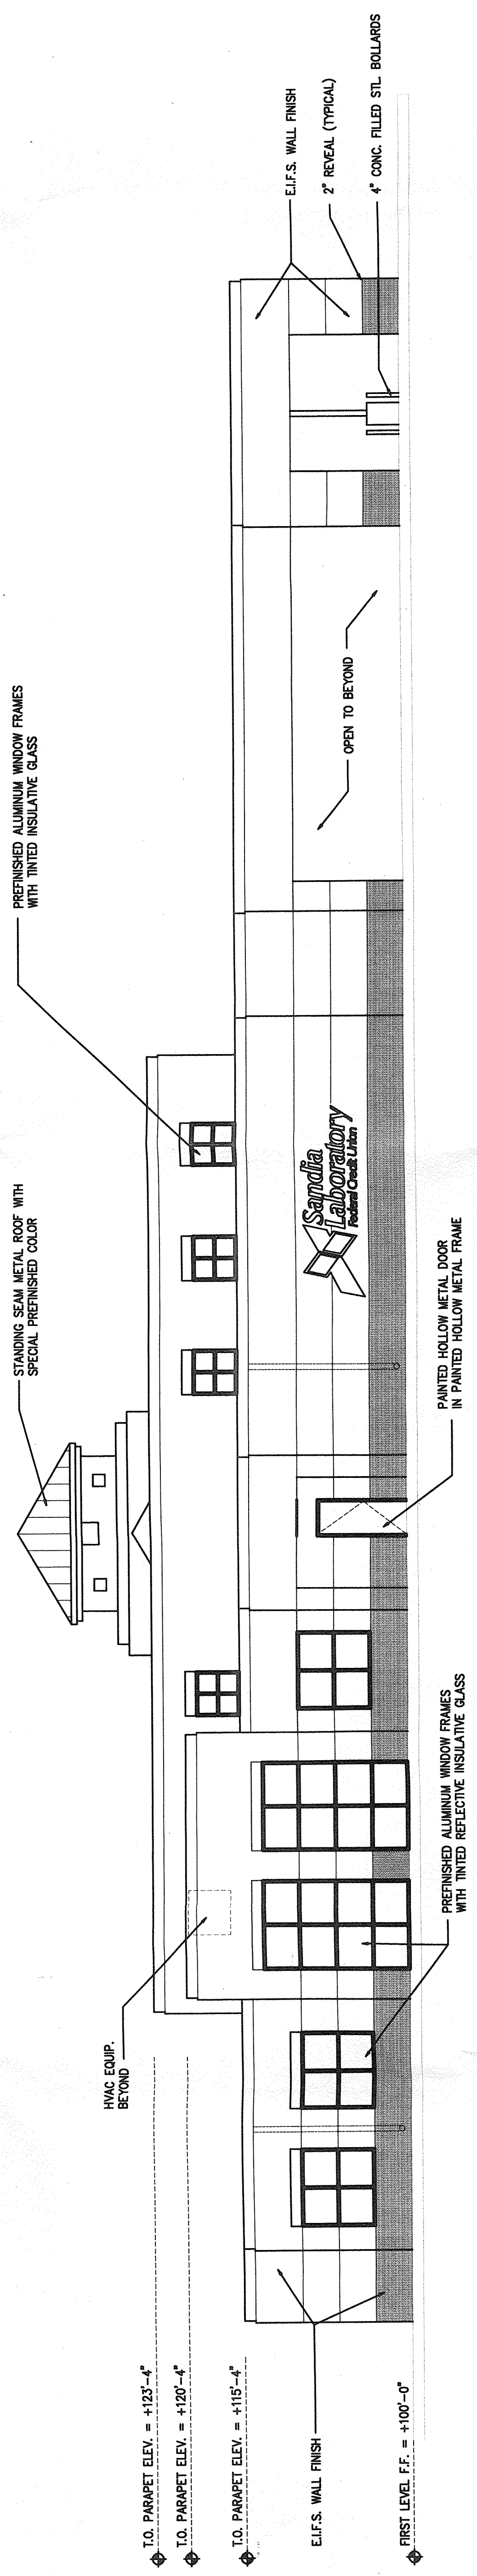 T.O. PARAPET ELEV. = +123'-4"
T.O. PARAPET ELEV. = +120'-4"
T.O. PARAPET ELEV. = +115'-4"
E.I.F.S. WALL FINISH
FIRST LEVEL F.F. = +100'-0"
HVAC EQUIP.
BEYOND
PREFINISHED ALUMINUM WINDOW FRAMES
WITH TINTED REFLECTIVE INSULATIVE GLASS
STANDING SEAM METAL ROOF WITH
SPECIAL PREFINISHED COLOR
PAINTED HOLLOW METAL DOOR
IN PAINTED HOLLOW METAL FRAME
Sandia
Laboratory
Federal Credit Union
PREFINISHED ALUMINUM WINDOW FRAMES
WITH TINTED INSULATIVE GLASS
OPEN TO BEYOND
E.I.F.S. WALL FINISH
2" REVEAL (TYPICAL)
4" CONC. FILLED STL. BOLLARDS